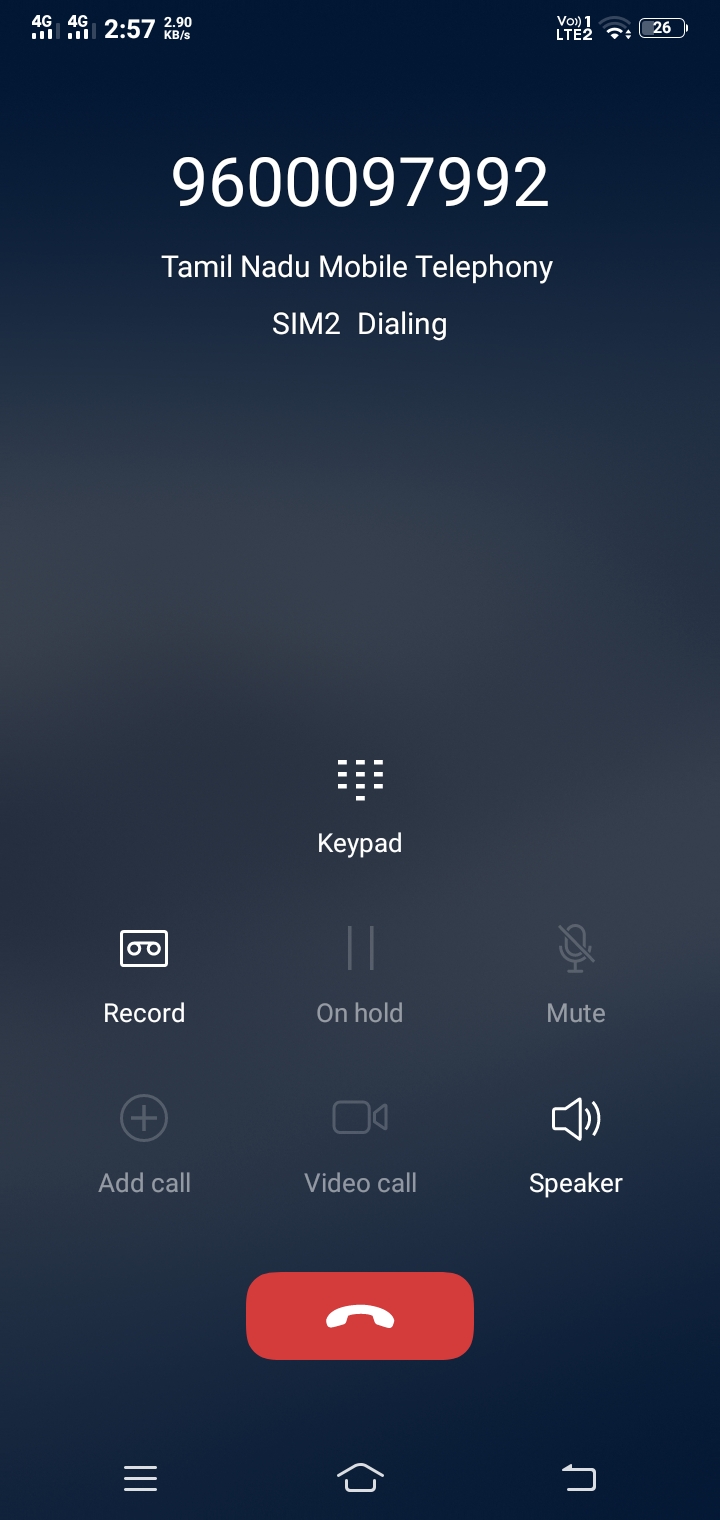 4G 4G 2:57 2.90 KB/s Vo)) 1 LTE2 26
9600097992
Tamil Nadu Mobile Telephony
SIM2 Dialing
Keypad
Record On hold Mute
Add call Video call Speaker